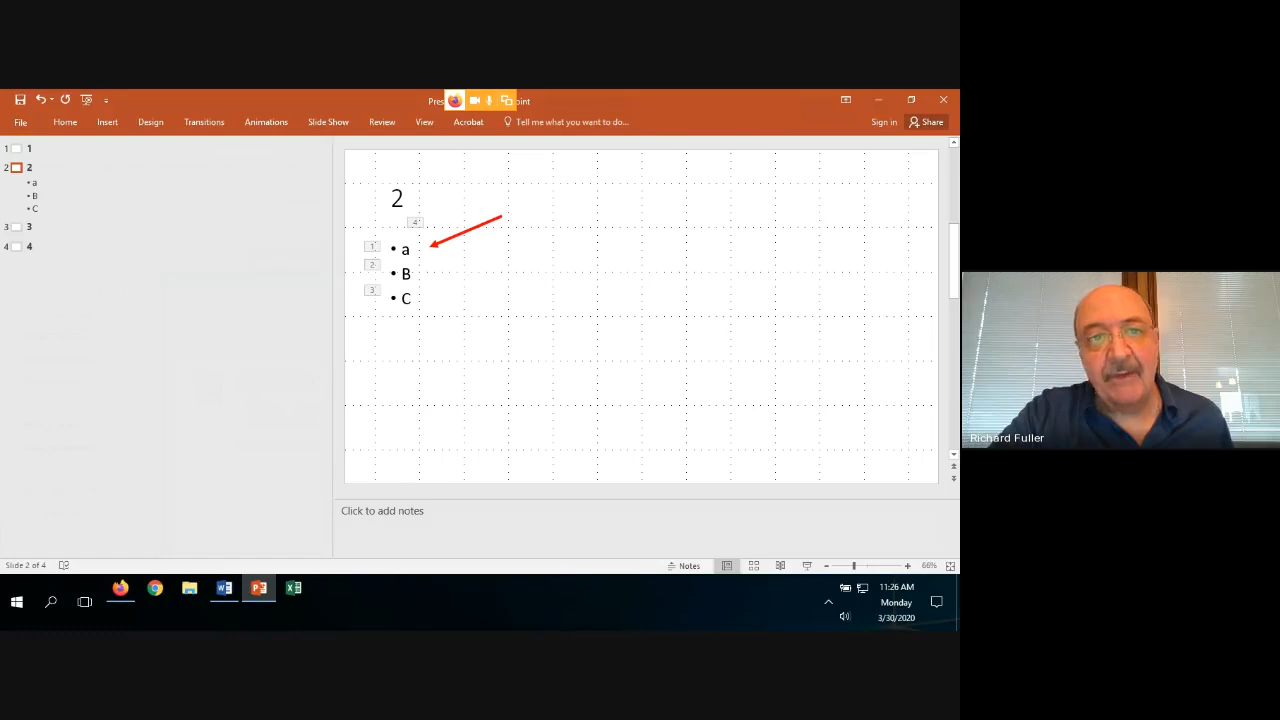 Pres
int
File
Home
Insert
Design
Transitions
Animations
Slide Show
Review
View
Acrobat
Tell me what you want to do...
Sign in
Share
1 1
2 2
• a
• B
• C
3 3
4 4
2
4
1 • a
2 • B
3 • C
Click to add notes
Slide 2 of 4
Notes
66%
11:26 AM
Monday
3/30/2020
Richard Fuller